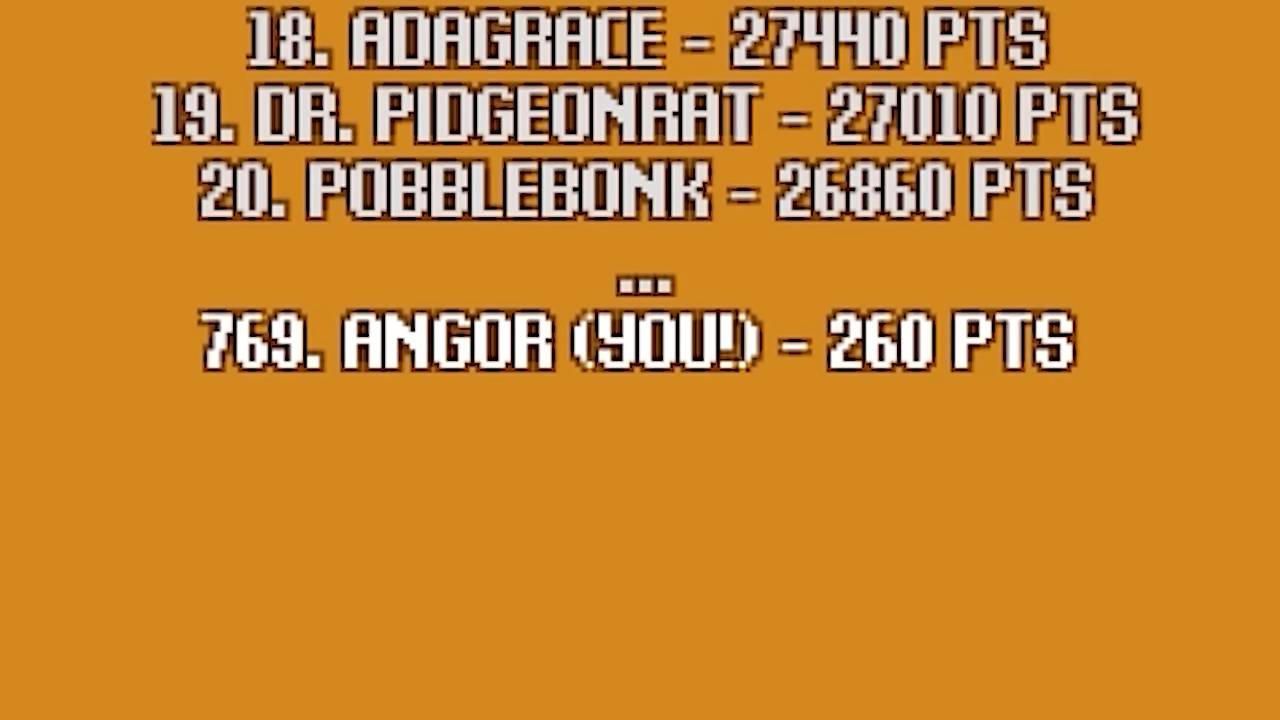 18. ADAGRACE - 27440 PTS
19. DR. PIDGEONRAT - 27010 PTS
20. POBBLEBONK - 26860 PTS
...
769. ANGOR (YOU!) - 260 PTS